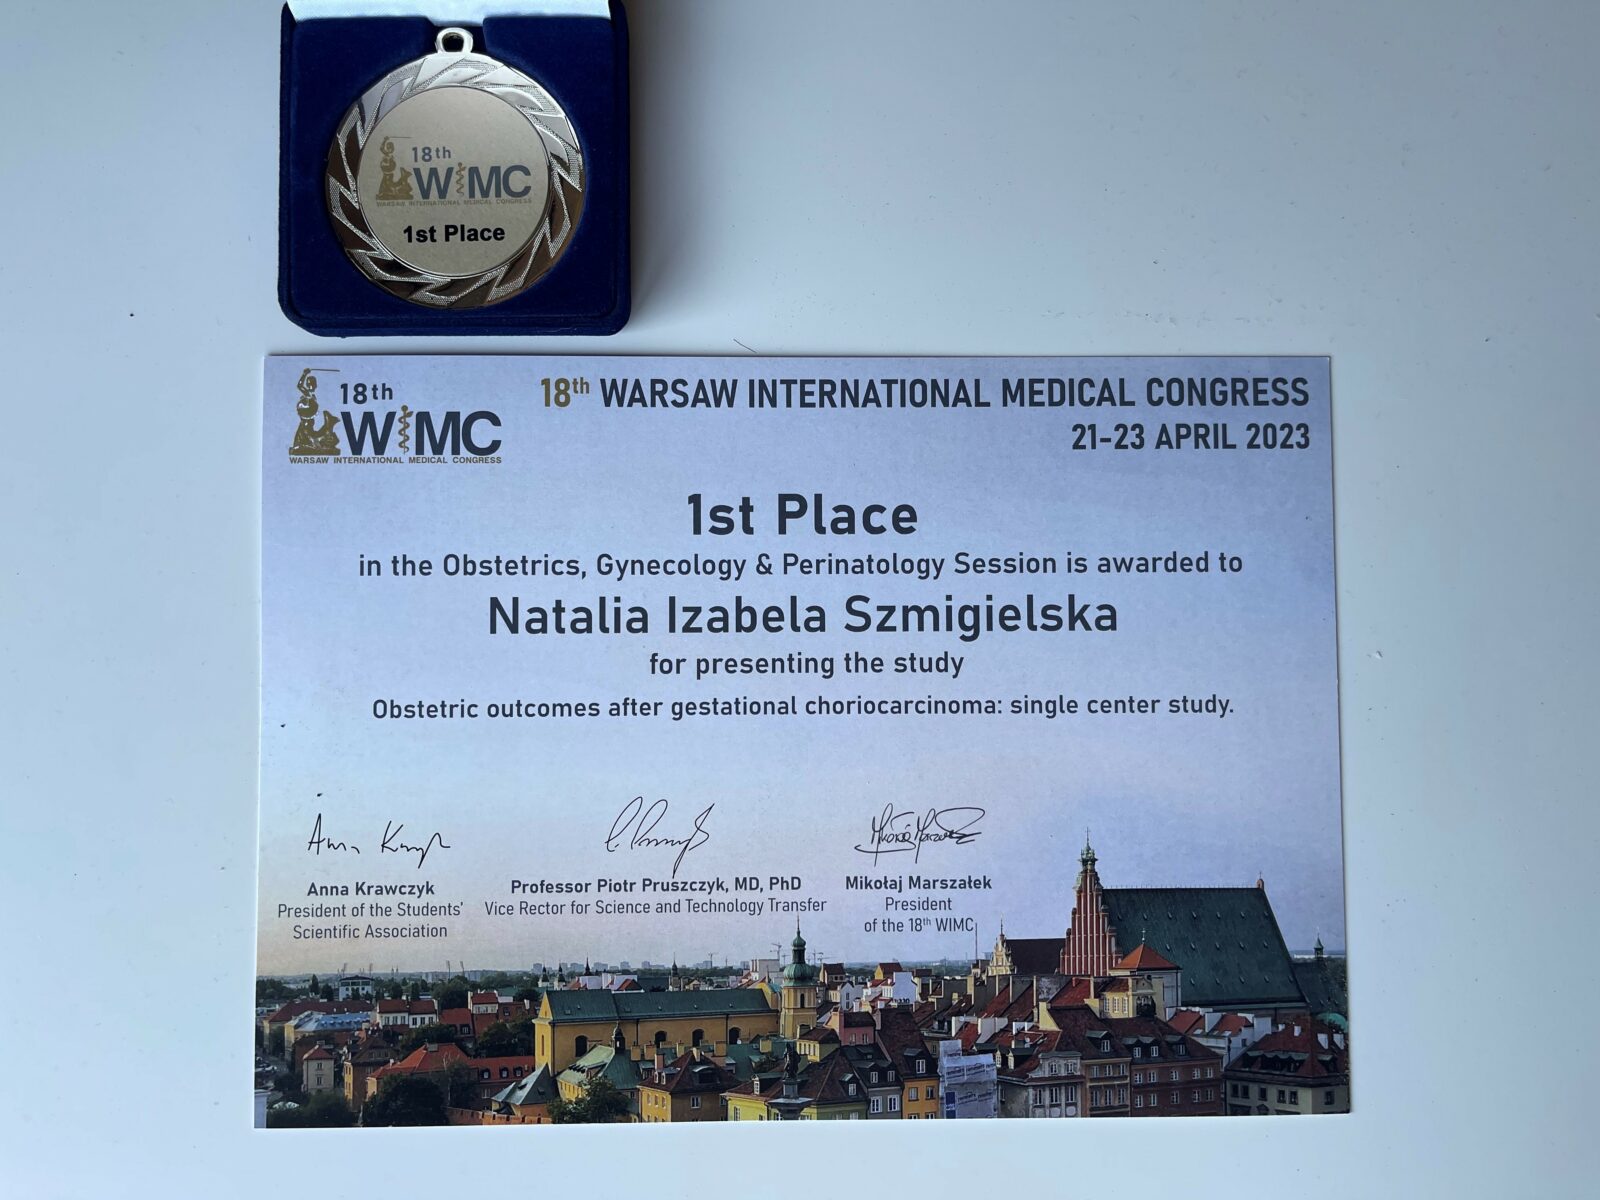 18th
WiMC
WARSAW INTERNATIONAL MEDICAL CONGRESS
1st Place
18th
WiMC
WARSAW INTERNATIONAL MEDICAL CONGRESS
18th WARSAW INTERNATIONAL MEDICAL CONGRESS
21-23 APRIL 2023
1st Place
in the Obstetrics, Gynecology & Perinatology Session is awarded to
Natalia Izabela Szmigielska
for presenting the study
Obstetric outcomes after gestational choriocarcinoma: single center study.
Anna Krawczyk
President of the Students'
Scientific Association
Professor Piotr Pruszczyk, MD, PhD
Vice Rector for Science and Technology Transfer
Mikołaj Marszałek
President
of the 18th WIMC